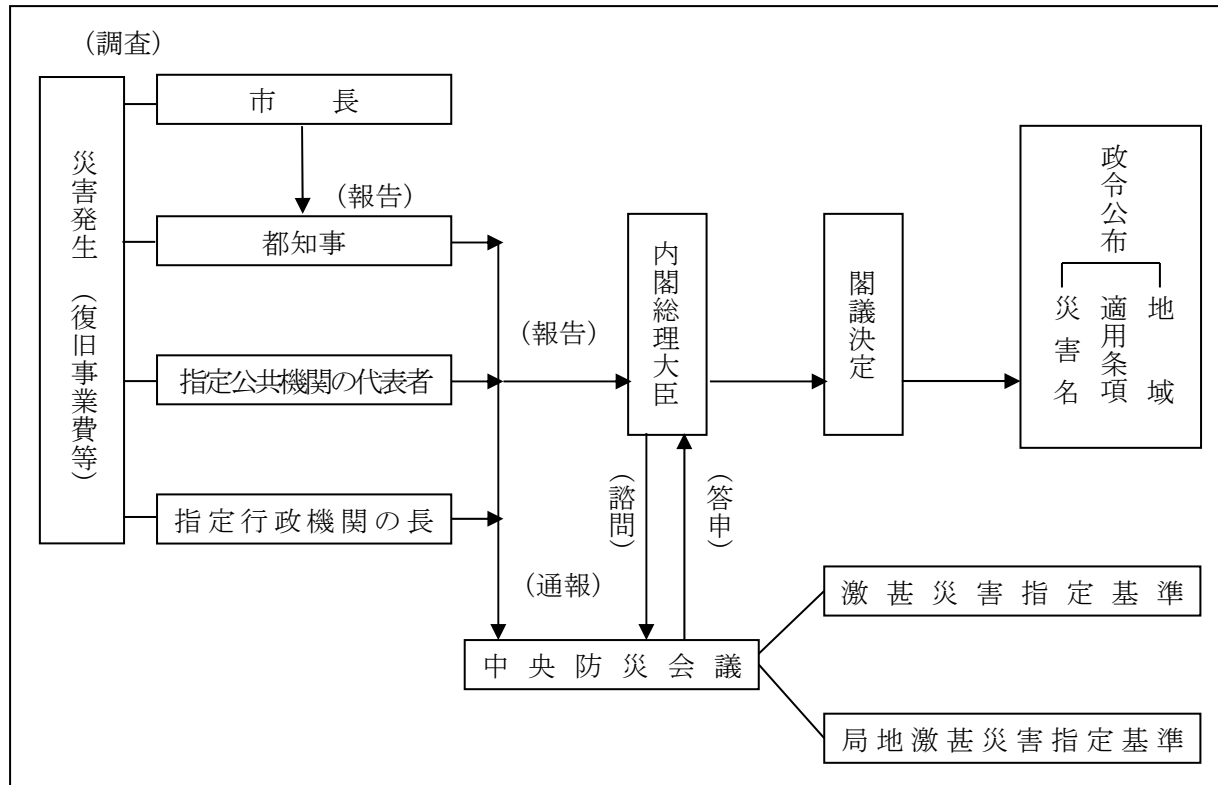 (調査)
災害発生(復旧事業費等)
市長
(報告)
都知事
指定公共機関の代表者
指定行政機関の長
(報告)
(通報)
内閣総理大臣
(諮問)
(答申)
中央防災会議
閣議決定
政令公布
災害名
適用条項
地域
激甚災害指定基準
局地激甚災害指定基準